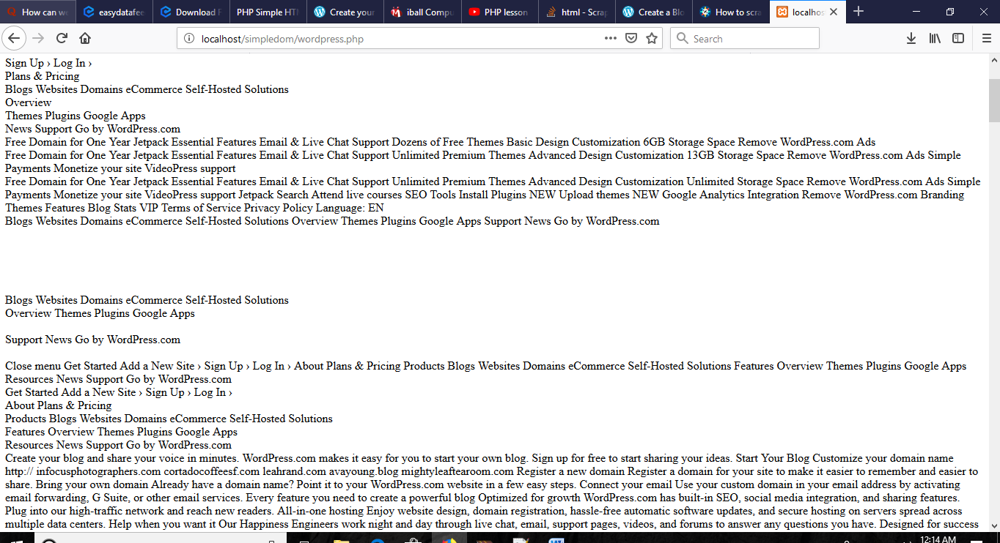 How can we
easydatafee
Download F
PHP Simple HT
Create your
iball Compu
PHP lesson
html - Scrap
Create a Blo
How to scra
localhos
localhost/simpledom/wordpress.php
Search
Sign Up › Log In ›
Plans & Pricing
Blogs Websites Domains eCommerce Self-Hosted Solutions
Overview
Themes Plugins Google Apps
News Support Go by WordPress.com
Free Domain for One Year Jetpack Essential Features Email & Live Chat Support Dozens of Free Themes Basic Design Customization 6GB Storage Space Remove WordPress.com Ads
Free Domain for One Year Jetpack Essential Features Email & Live Chat Support Unlimited Premium Themes Advanced Design Customization 13GB Storage Space Remove WordPress.com Ads Simple
Payments Monetize your site VideoPress support
Free Domain for One Year Jetpack Essential Features Email & Live Chat Support Unlimited Premium Themes Advanced Design Customization Unlimited Storage Space Remove WordPress.com Ads Simple
Payments Monetize your site VideoPress support Jetpack Search Attend live courses SEO Tools Install Plugins NEW Upload themes NEW Google Analytics Integration Remove WordPress.com Branding
Themes Features Blog Stats VIP Terms of Service Privacy Policy Language: EN
Blogs Websites Domains eCommerce Self-Hosted Solutions Overview Themes Plugins Google Apps Support News Go by WordPress.com
Blogs Websites Domains eCommerce Self-Hosted Solutions
Overview Themes Plugins Google Apps
Support News Go by WordPress.com
Close menu Get Started Add a New Site › Sign Up › Log In › About Plans & Pricing Products Blogs Websites Domains eCommerce Self-Hosted Solutions Features Overview Themes Plugins Google Apps
Resources News Support Go by WordPress.com
Get Started Add a New Site › Sign Up › Log In ›
About Plans & Pricing
Products Blogs Websites Domains eCommerce Self-Hosted Solutions
Features Overview Themes Plugins Google Apps
Resources News Support Go by WordPress.com
Create your blog and share your voice in minutes. WordPress.com makes it easy for you to start your own blog. Sign up for free to start sharing your ideas. Start Your Blog Customize your domain name
http:// infocusphotographers.com cortadocoffeesf.com leahrand.com avayoung.blog mightyleaftearoom.com Register a new domain Register a domain for your site to make it easier to remember and easier to
share. Bring your own domain Already have a domain name? Point it to your WordPress.com website in a few easy steps. Connect your email Use your custom domain in your email address by activating
email forwarding, G Suite, or other email services. Every feature you need to create a powerful blog Optimized for growth WordPress.com has built-in SEO, social media integration, and sharing features.
Plug into our high-traffic network and reach new readers. All-in-one hosting Enjoy website design, domain registration, hassle-free automatic software updates, and secure hosting on servers spread across
multiple data centers. Help when you want it Our Happiness Engineers work night and day through live chat, email, support pages, videos, and forums to answer any questions you have. Designed for success
12:14 AM